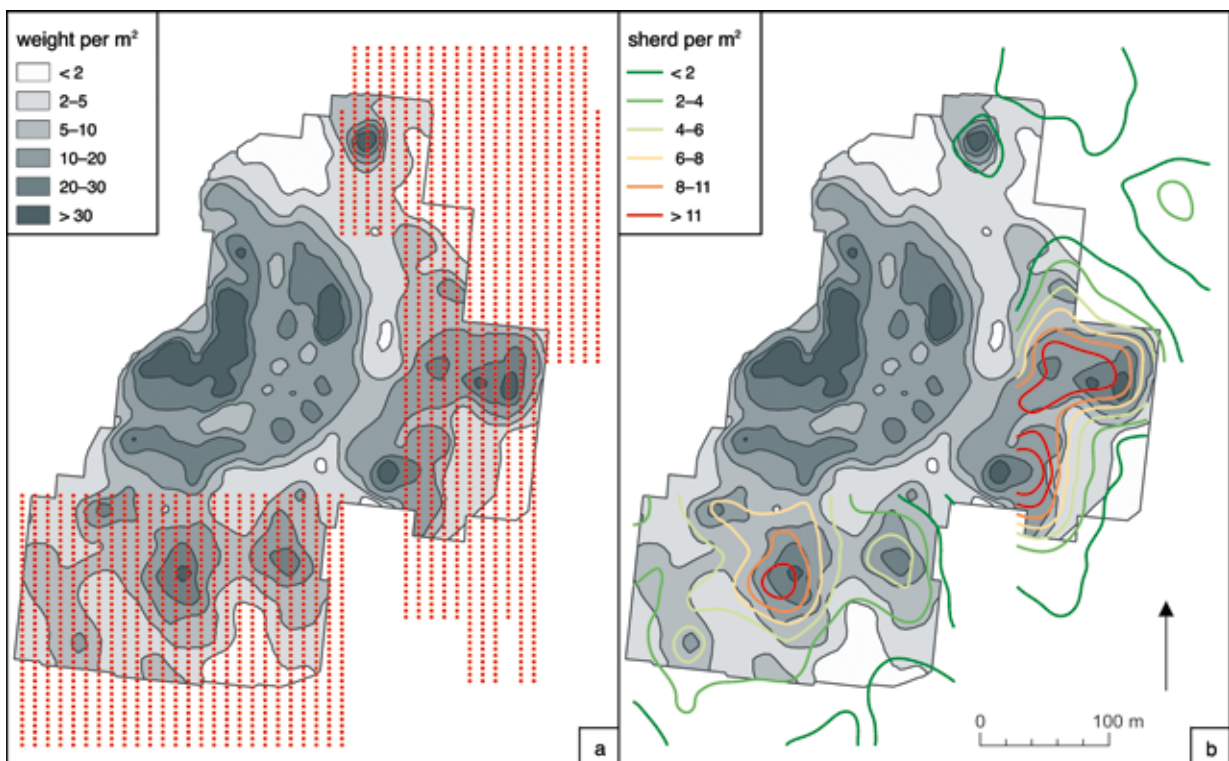 weight per m²
< 2
2–5
5–10
10–20
20–30
> 30
a
sherd per m²
< 2
2–4
4–6
6–8
8–11
> 11
0 100 m
b